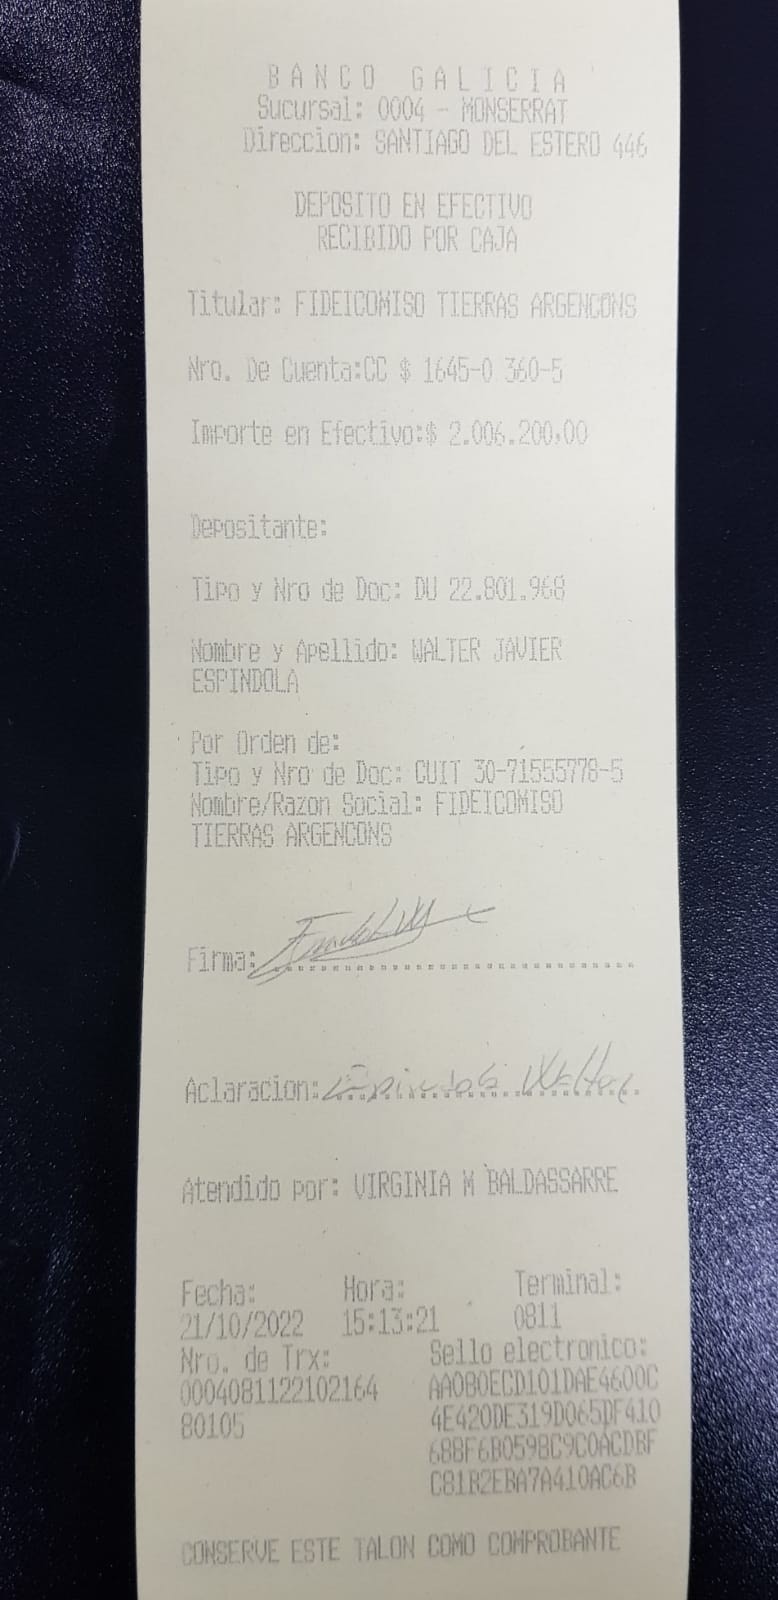 BANCO GALICIA
Sucursal: 0004 - MONSERRAT
Direccion: SANTIAGO DEL ESTERO 446
DEPOSITO EN EFECTIVO
RECIBIDO POR CAJA
Titular: FIDEICOMISO TIERRAS ARGENCONS
Nro. De Cuenta:CC $ 1645-0 360-5
Importe en Efectivo:$ 2.006.200,00
Depositante:
Tipo y Nro de Doc: DU 22.801.968
Nombre y Apellido: WALTER JAVIER
ESPINDOLA
Por Orden de:
Tipo y Nro de Doc: CUIT 30-71555778-5
Nombre/Razon Social: FIDEICOMISO
TIERRAS ARGENCONS
Firma:
Aclaracion: Espindola Walter
Atendido por: VIRGINIA M BALDASSARRE
Fecha: Hora: Terminal:
21/10/2022 15:13:21 0811
Nro. de Trx: Sello electronico:
0004081122102164 AA080ECD101DAE4600C
80105 4E420DE319D065DF410
688F6B0598C9C0ACDBF
C81B2EBA7A410AC6B
CONSERVE ESTE TALON COMO COMPROBANTE